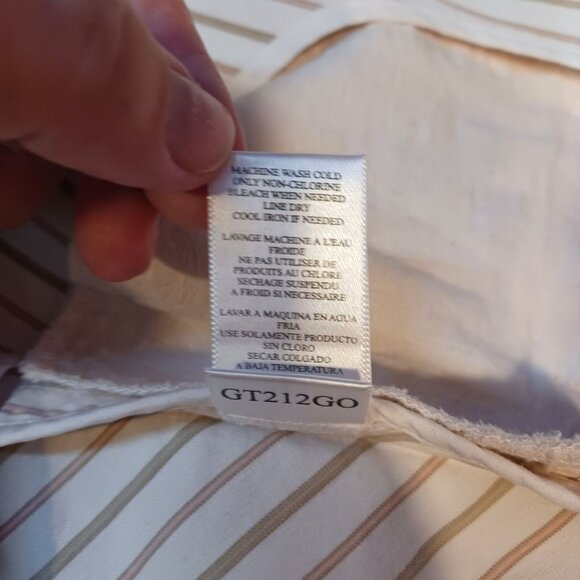 MACHINE WASH COLD
ONLY NON-CHLORINE
BLEACH WHEN NEEDED
LINE DRY
COOL IRON IF NEEDED
LAVAGE MACHINE A L'EAU
FROIDE
NE PAS UTILISER DE
PRODUITS AU CHLORE
SECHAGE SUSPENDU
A FROID SI NECESSAIRE
LAVAR A MAQUINA EN AGUA
FRIA
USE SOLAMENTE PRODUCTO
SIN CLORO
SECAR COLGADO
A BAJA TEMPERATURA
GT212GO